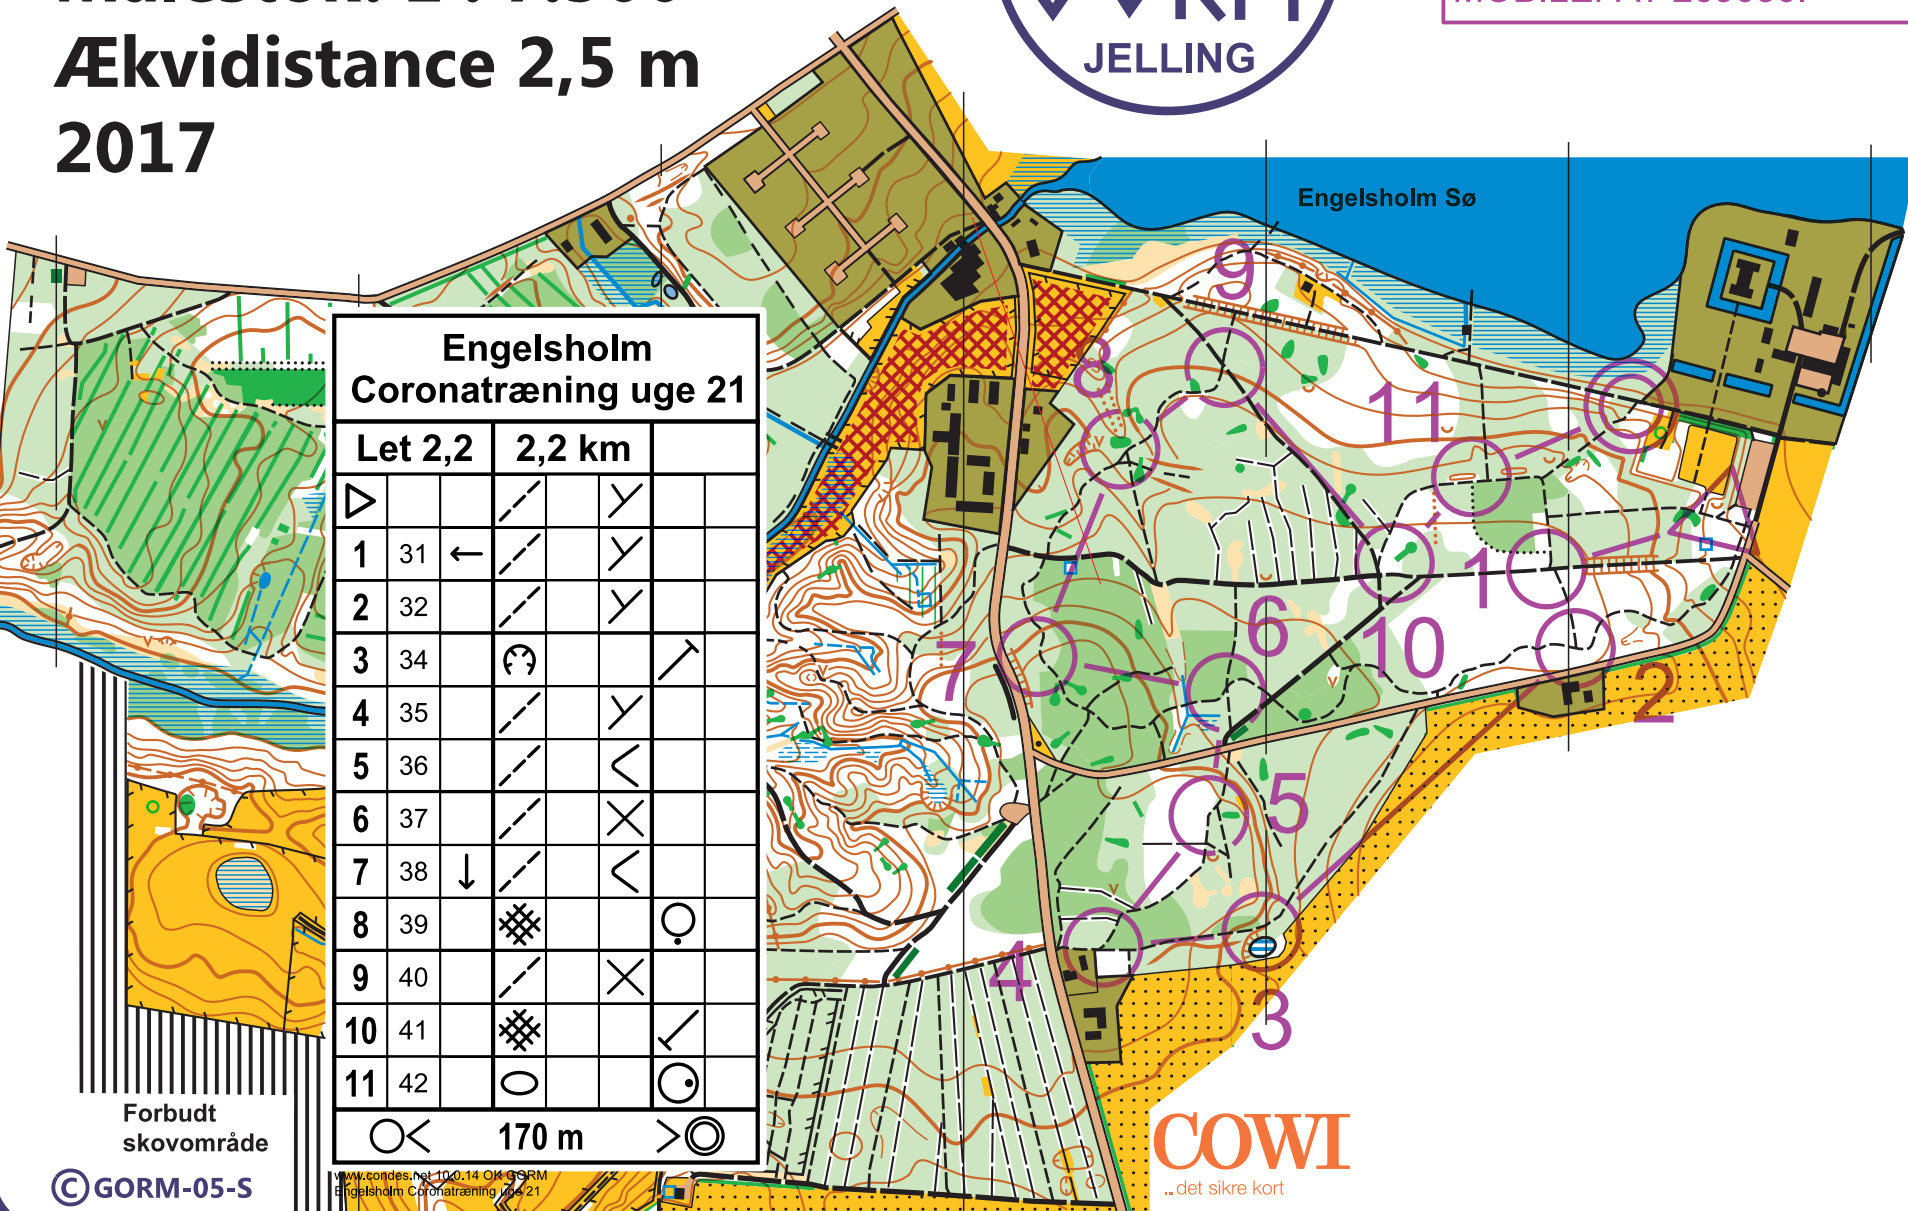 Ækvidistance 2,5 m
2017
JELLING
Engelsholm Sø
Engelsholm
Coronatræning uge 21
Let 2,2 2,2 km
1 31
2 32
3 34
4 35
5 36
6 37
7 38
8 39
9 40
10 41
11 42
170 m
www.condes.net 10.0.14 OK GORM
Engelsholm Coronatræning uge 21
9
8
11
1
6
10
7
2
5
4
3
Forbudt
skovområde
© GORM-05-S
COWI
...det sikre kort